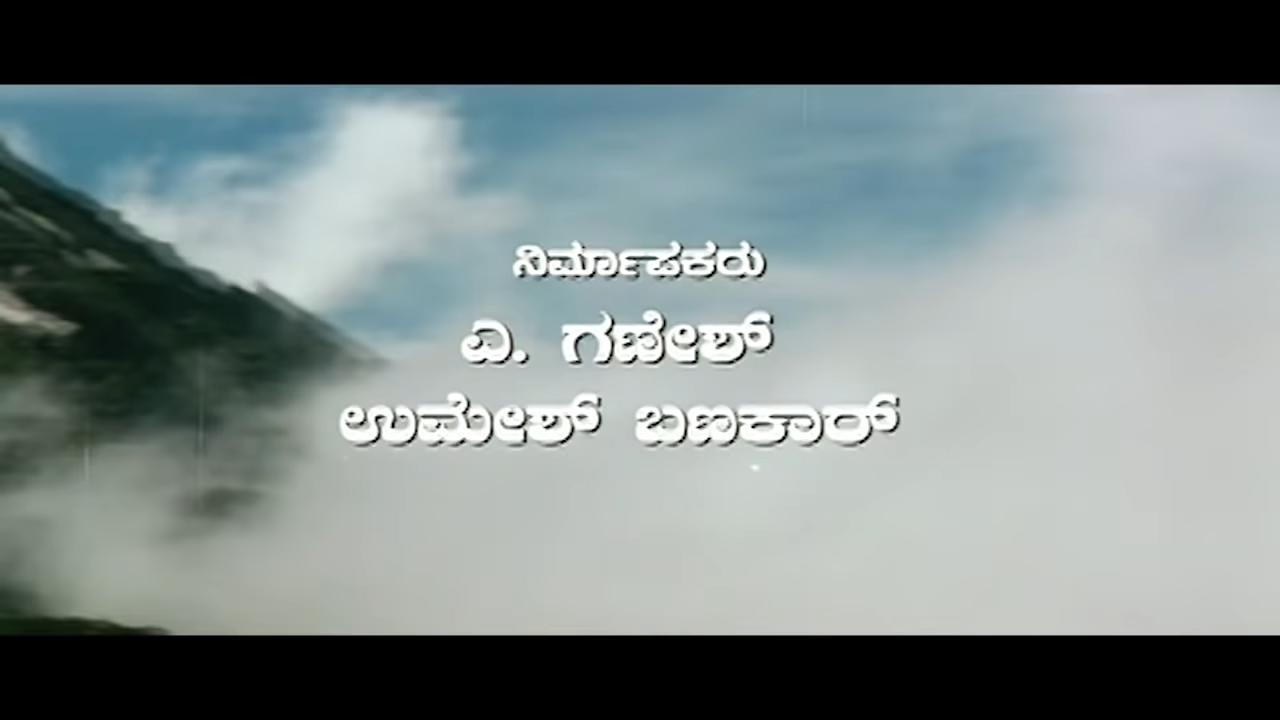 ನಿರ್ಮಾಪಕರು
ಎ. ಗಣೇಶ್
ಉಮೇಶ್ ಬಣಕಾರ್